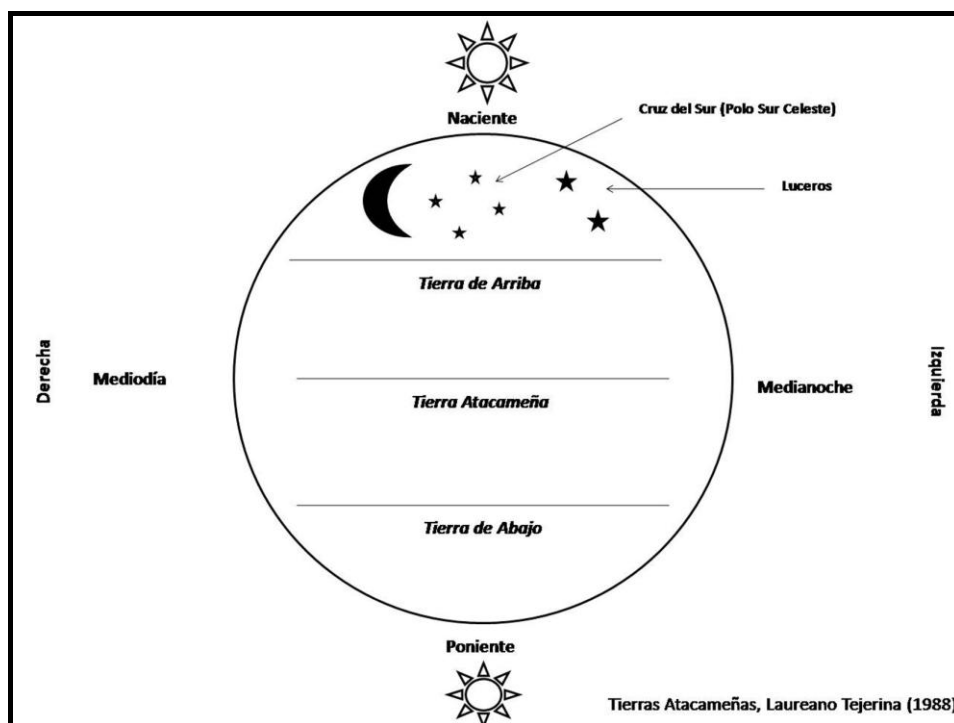 Naciente
Cruz del Sur (Polo Sur Celeste)
Luceros
Tierra de Arriba
Derecha
Mediodía
Tierra Atacameña
Medianoche
Izquierda
Tierra de Abajo
Poniente
Tierras Atacameñas, Laureano Tejerina (1988)